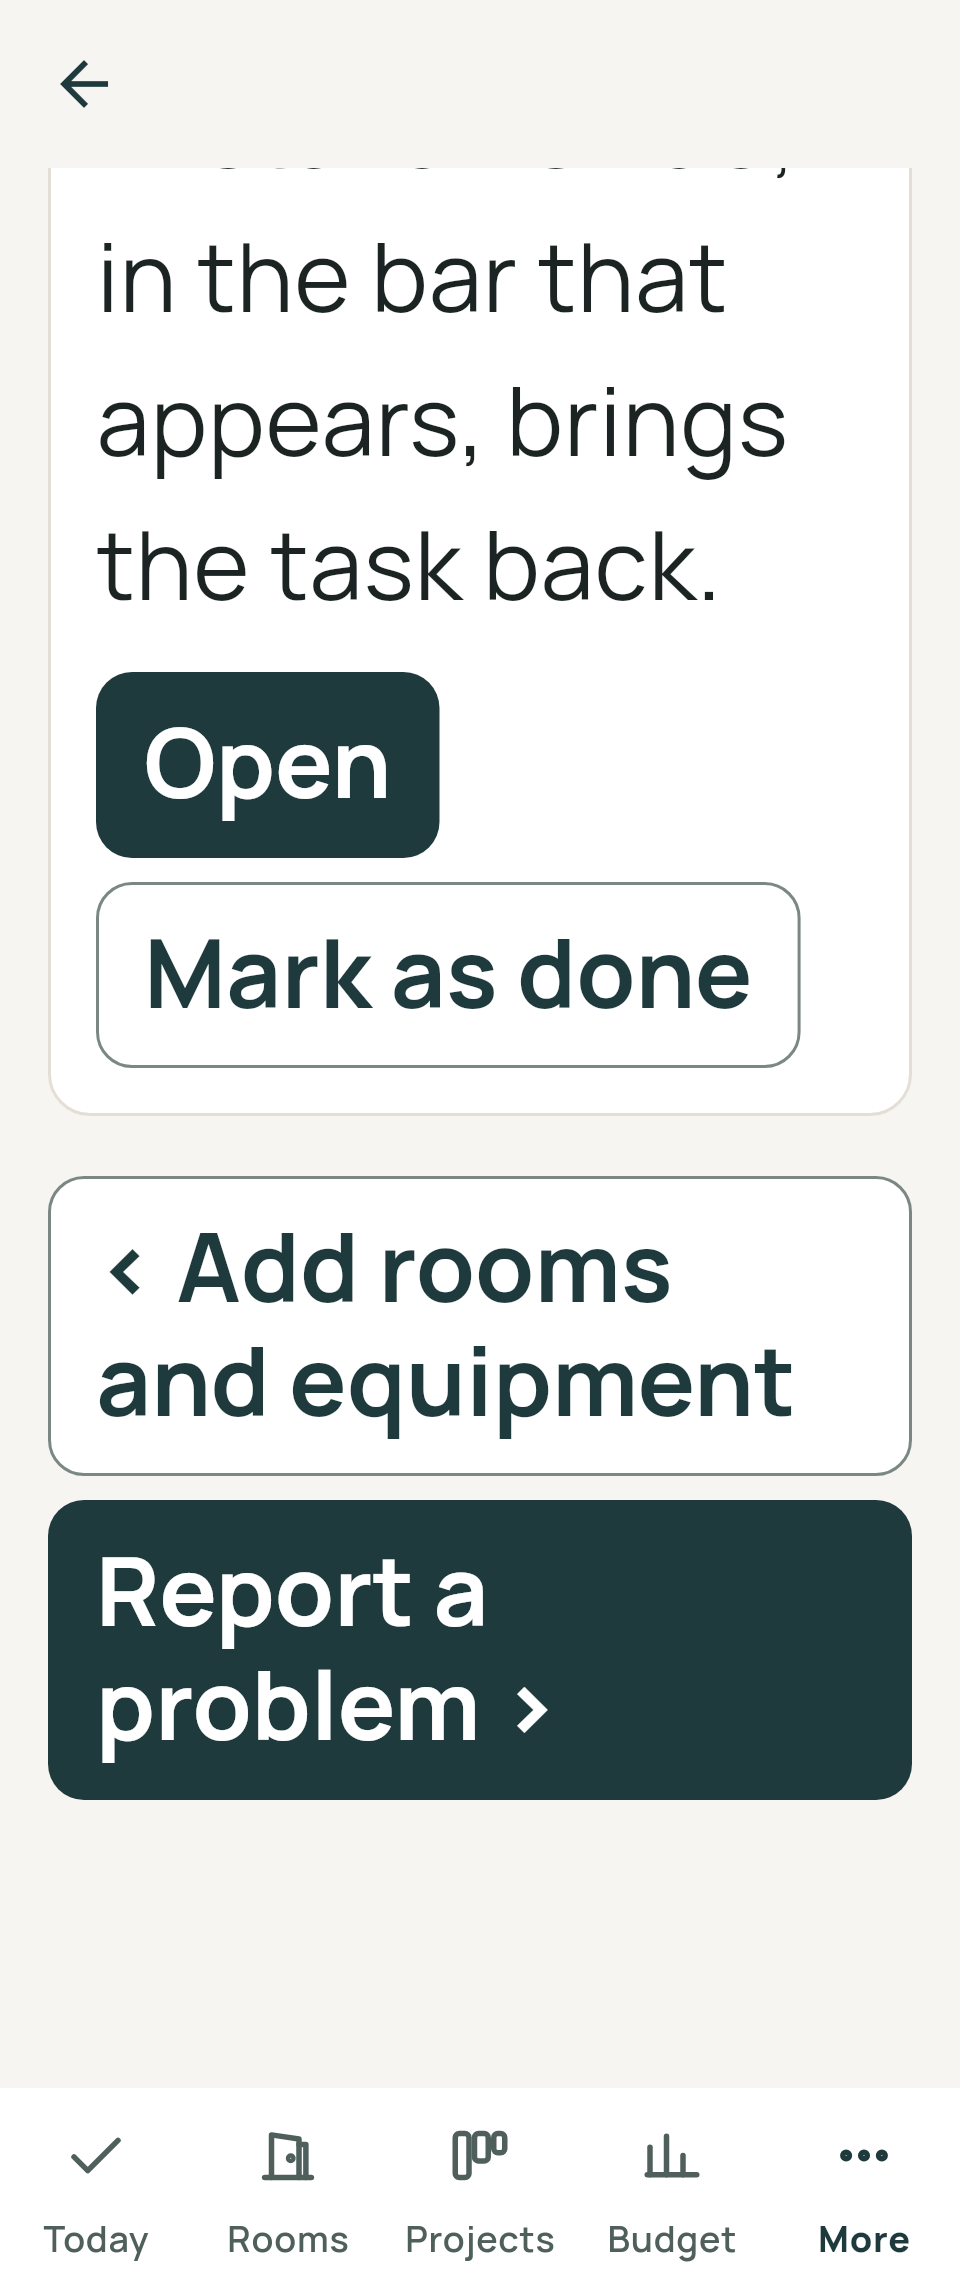 in the bar that
appears, brings
the task back.
Open
Mark as done
‹ Add rooms
and equipment
Report a
problem ›
Today
Rooms
Projects
Budget
More